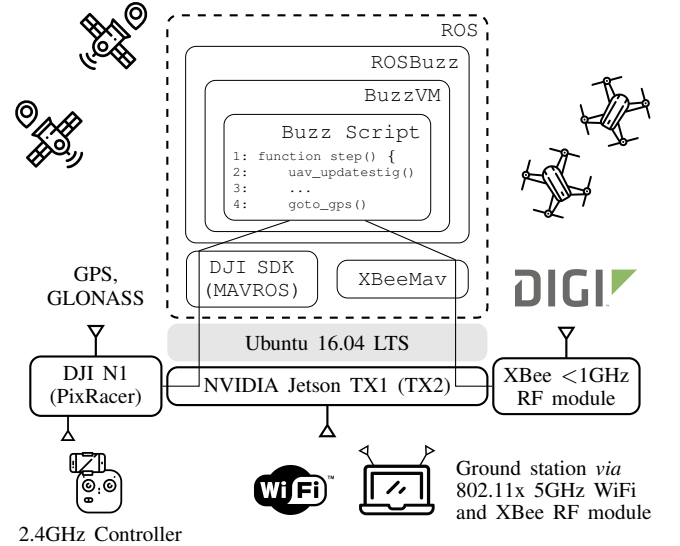 ROS
ROSBuzz
BuzzVM
Buzz Script
1: function step() {
2: uav_updatestig()
3: ...
4: goto_gps()
DJI SDK
(MAVROS)
XBeeMav
GPS,
GLONASS
DIGI
Ubuntu 16.04 LTS
DJI N1
(PixRacer)
NVIDIA Jetson TX1 (TX2)
XBee <1GHz
RF module
Wi Fi™
Ground station via
802.11x 5GHz WiFi
and XBee RF module
2.4GHz Controller